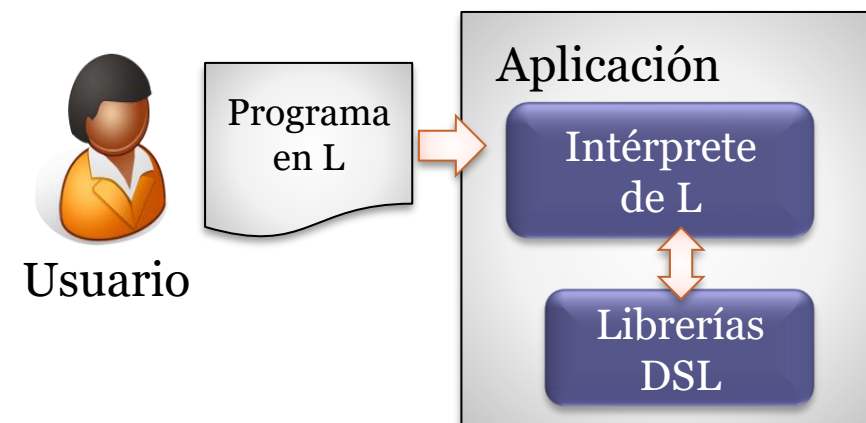 Aplicación
Programa
en L
Intérprete
de L
Usuario
Librerías
DSL